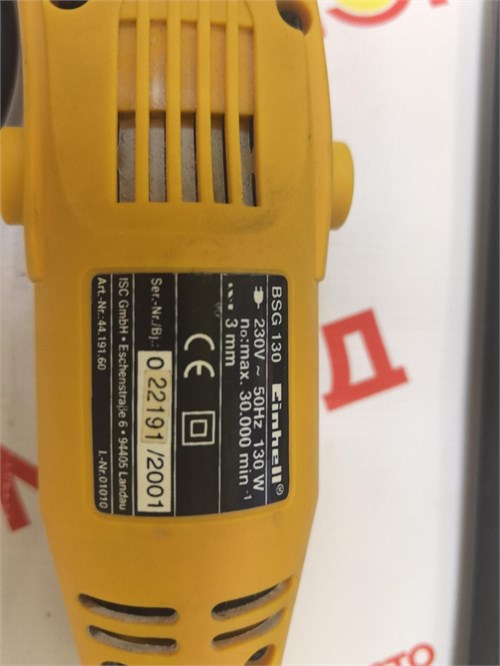 BSG 130 Einhell®
230V ~ 50Hz 130 W
n₀:max. 30.000 min -1
3 mm
CE
Ser.-Nr./Bj.: 0 22191 /2001
ISC GmbH • Eschenstraße 6 • 94405 Landau
Art.-Nr.:44.191.60 I.-Nr.01010
Д